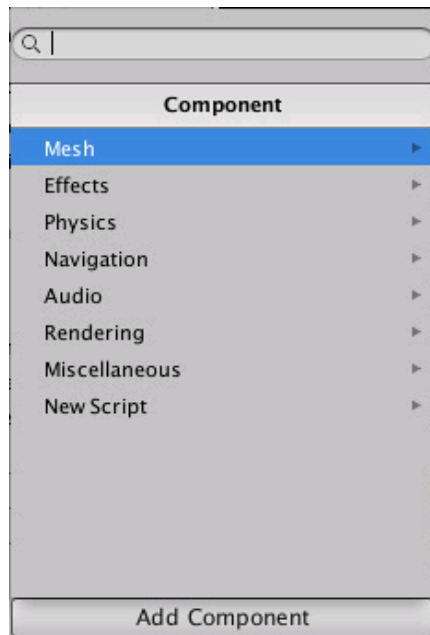 Component
Mesh
Effects
Physics
Navigation
Audio
Rendering
Miscellaneous
New Script
Add Component